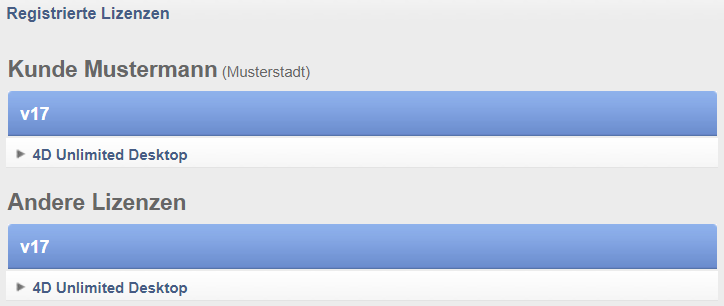 Registrierte Lizenzen
Kunde Mustermann (Musterstadt)
v17
4D Unlimited Desktop
Andere Lizenzen
v17
4D Unlimited Desktop